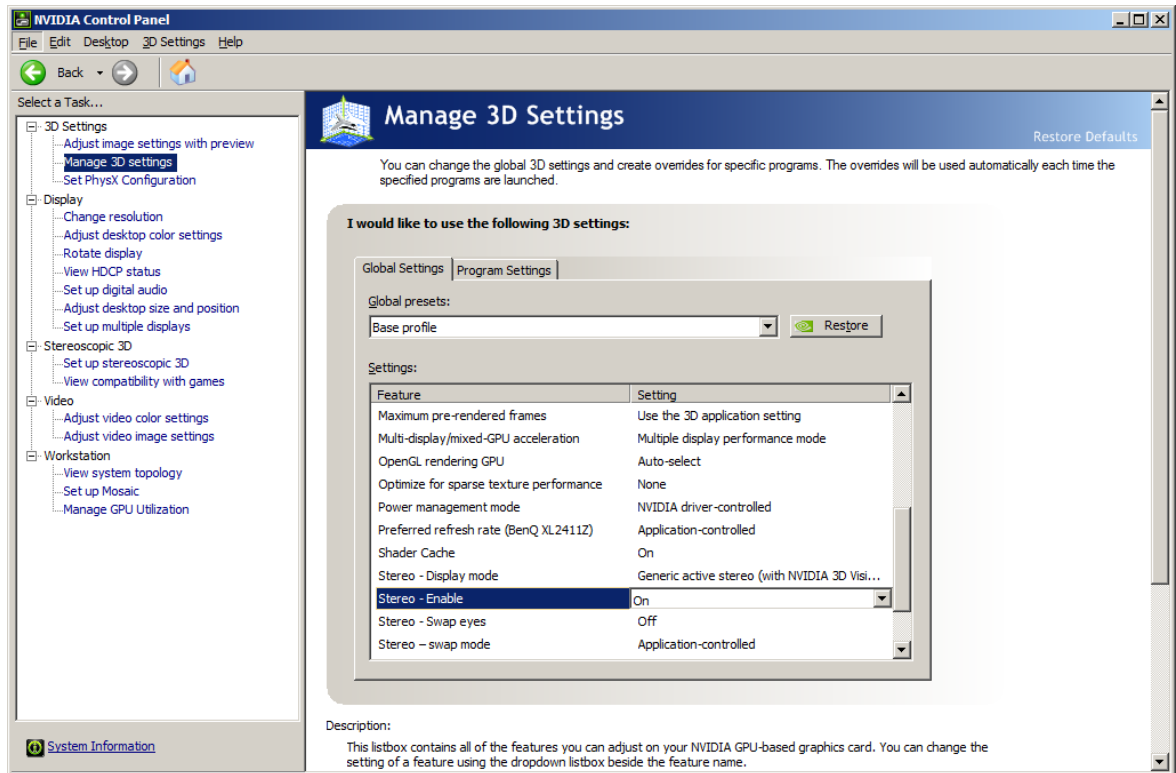 NVIDIA Control Panel
File Edit Desktop 3D Settings Help
Back
Select a Task...
3D Settings
Adjust image settings with preview
Manage 3D settings
Set PhysX Configuration
Display
Change resolution
Adjust desktop color settings
Rotate display
View HDCP status
Set up digital audio
Adjust desktop size and position
Set up multiple displays
Stereoscopic 3D
Set up stereoscopic 3D
View compatibility with games
Video
Adjust video color settings
Adjust video image settings
Workstation
View system topology
Set up Mosaic
Manage GPU Utilization
System Information
Manage 3D Settings
Restore Defaults
You can change the global 3D settings and create overrides for specific programs. The overrides will be used automatically each time the
specified programs are launched.
I would like to use the following 3D settings:
Global Settings Program Settings
Global presets:
Base profile Restore
Settings:
Feature Setting
Maximum pre-rendered frames Use the 3D application setting
Multi-display/mixed-GPU acceleration Multiple display performance mode
OpenGL rendering GPU Auto-select
Optimize for sparse texture performance None
Power management mode NVIDIA driver-controlled
Preferred refresh rate (BenQ XL2411Z) Application-controlled
Shader Cache On
Stereo - Display mode Generic active stereo (with NVIDIA 3D Visi...
Stereo - Enable On
Stereo - Swap eyes Off
Stereo – swap mode Application-controlled
Description:
This listbox contains all of the features you can adjust on your NVIDIA GPU-based graphics card. You can change the
setting of a feature using the dropdown listbox beside the feature name.